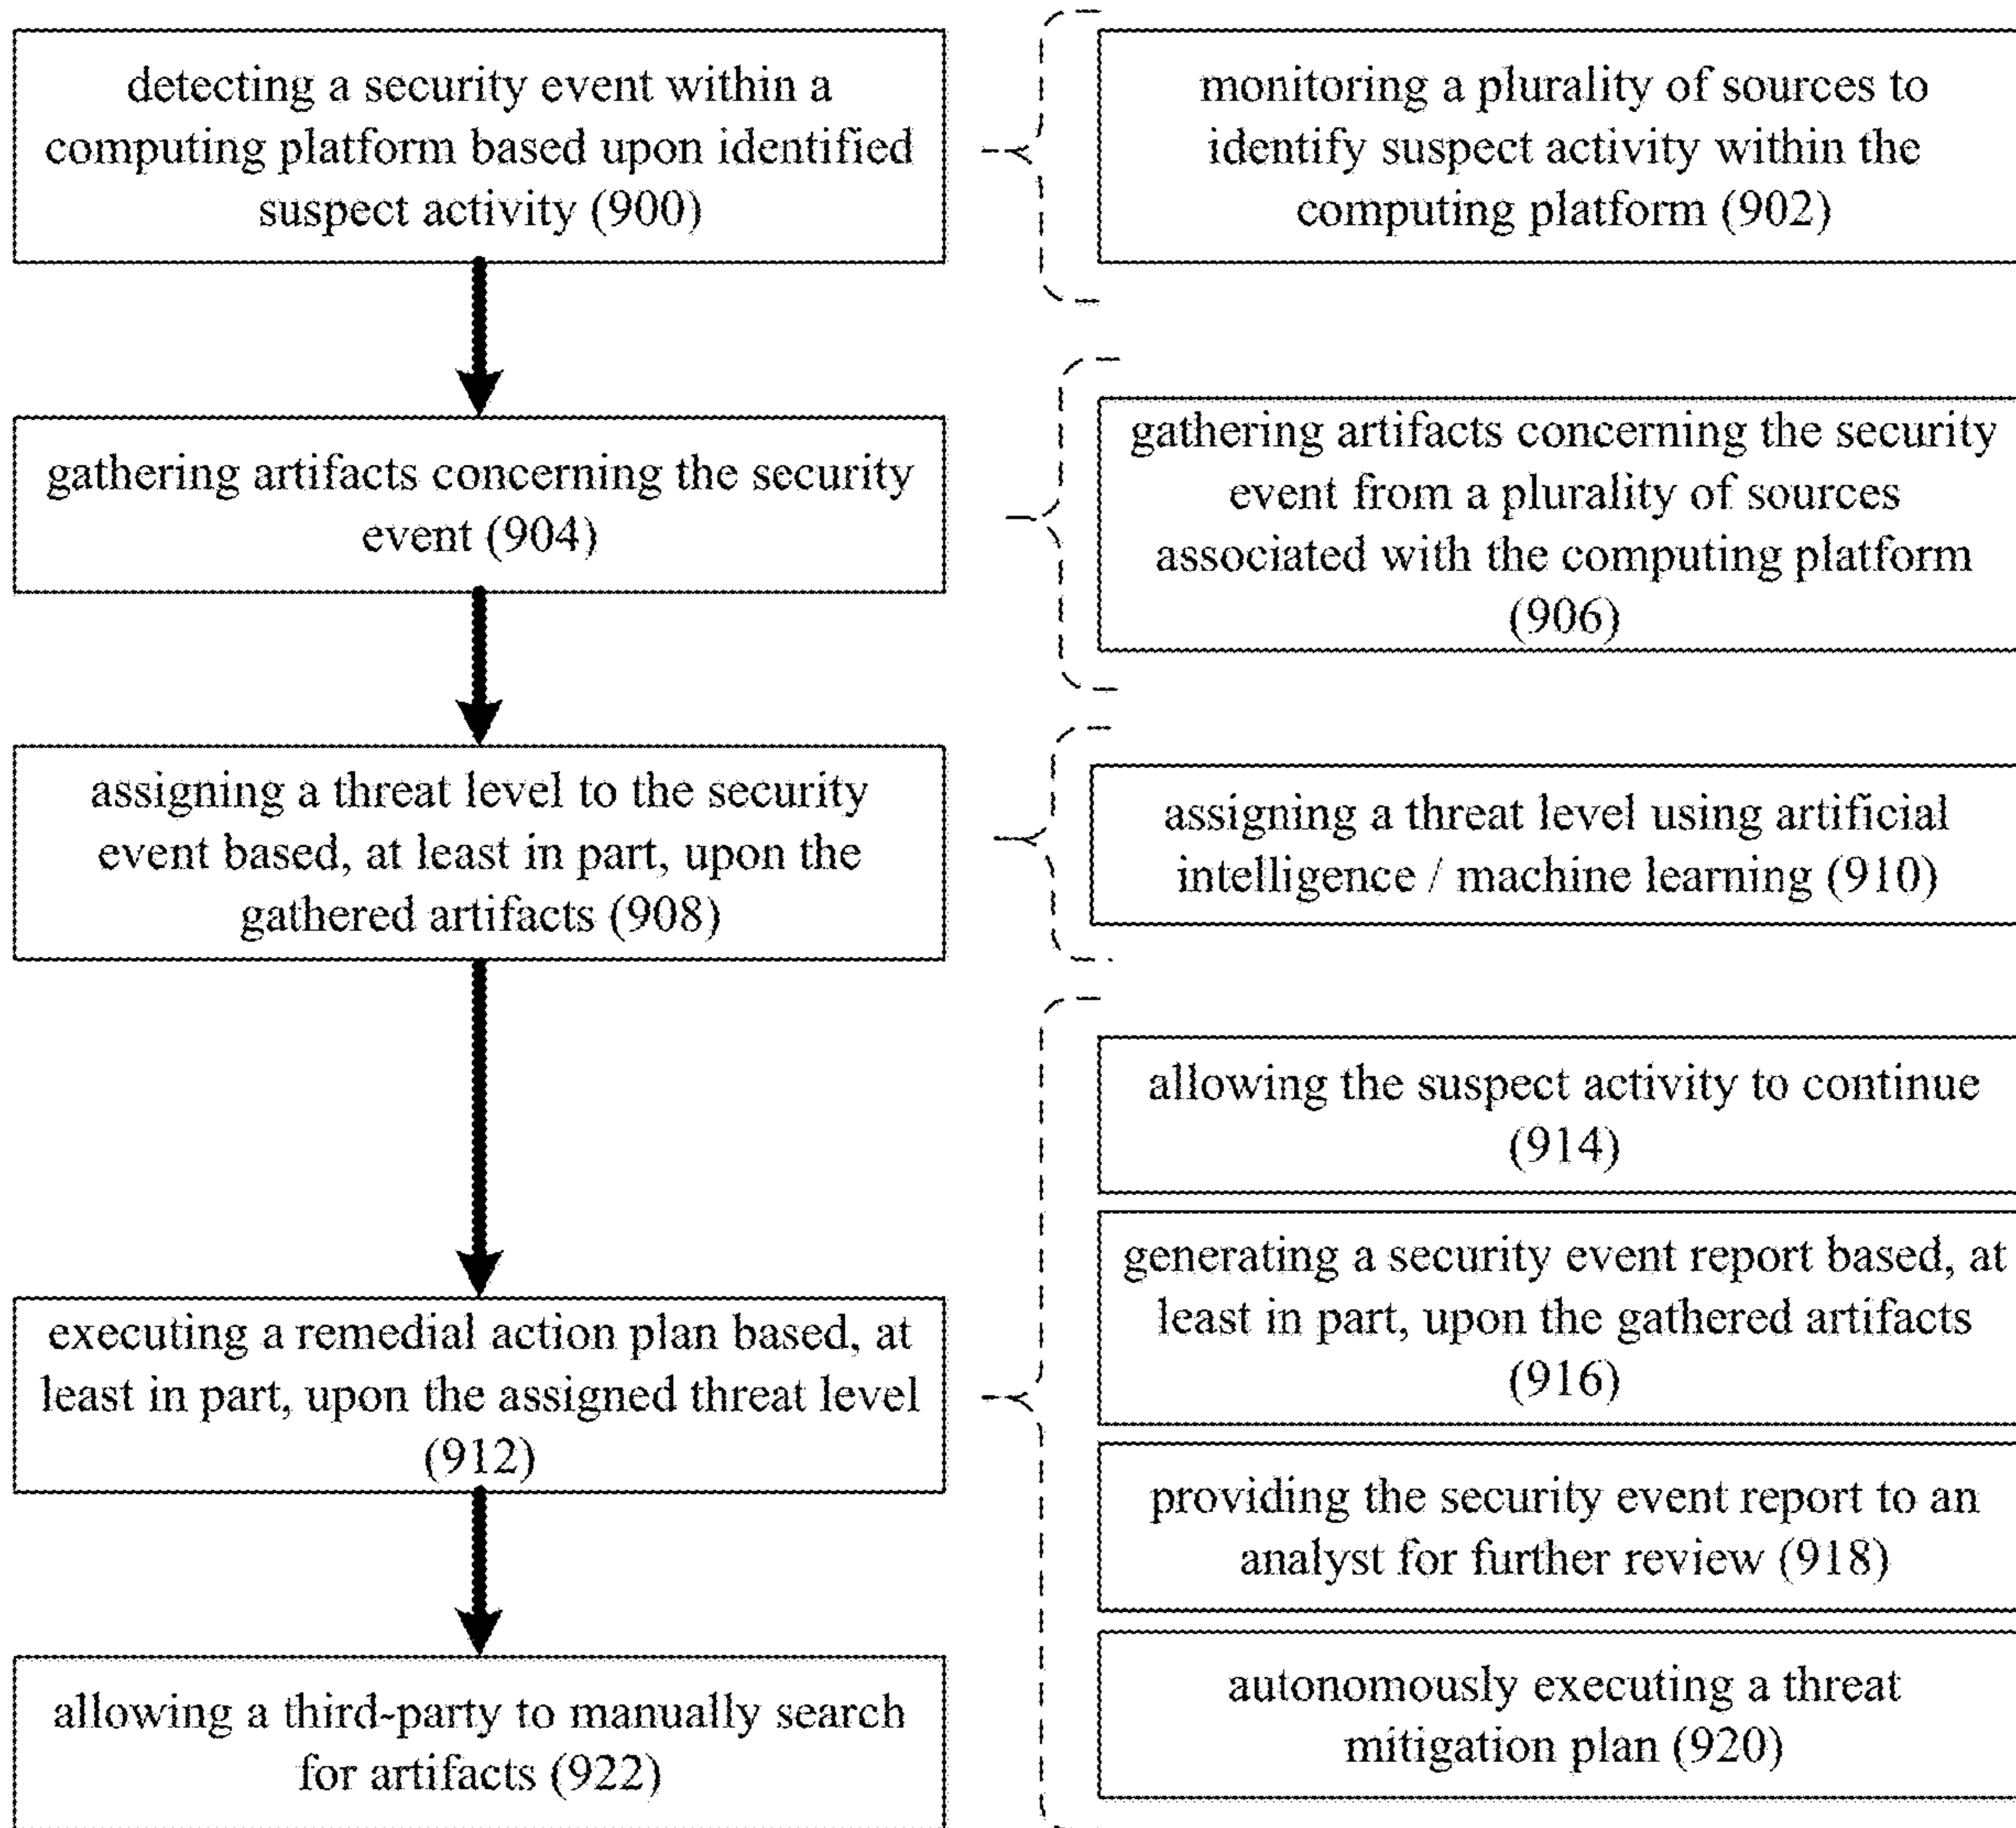 detecting a security event within a
computing platform based upon identified
suspect activity (900)
monitoring a plurality of sources to
identify suspect activity within the
computing platform (902)
gathering artifacts concerning the security
event (904)
gathering artifacts concerning the security
event from a plurality of sources
associated with the computing platform
(906)
assigning a threat level to the security
event based, at least in part, upon the
gathered artifacts (908)
assigning a threat level using artificial
intelligence / machine learning (910)
executing a remedial action plan based, at
least in part, upon the assigned threat level
(912)
allowing the suspect activity to continue
(914)
generating a security event report based, at
least in part, upon the gathered artifacts
(916)
providing the security event report to an
analyst for further review (918)
autonomously executing a threat
mitigation plan (920)
allowing a third-party to manually search
for artifacts (922)